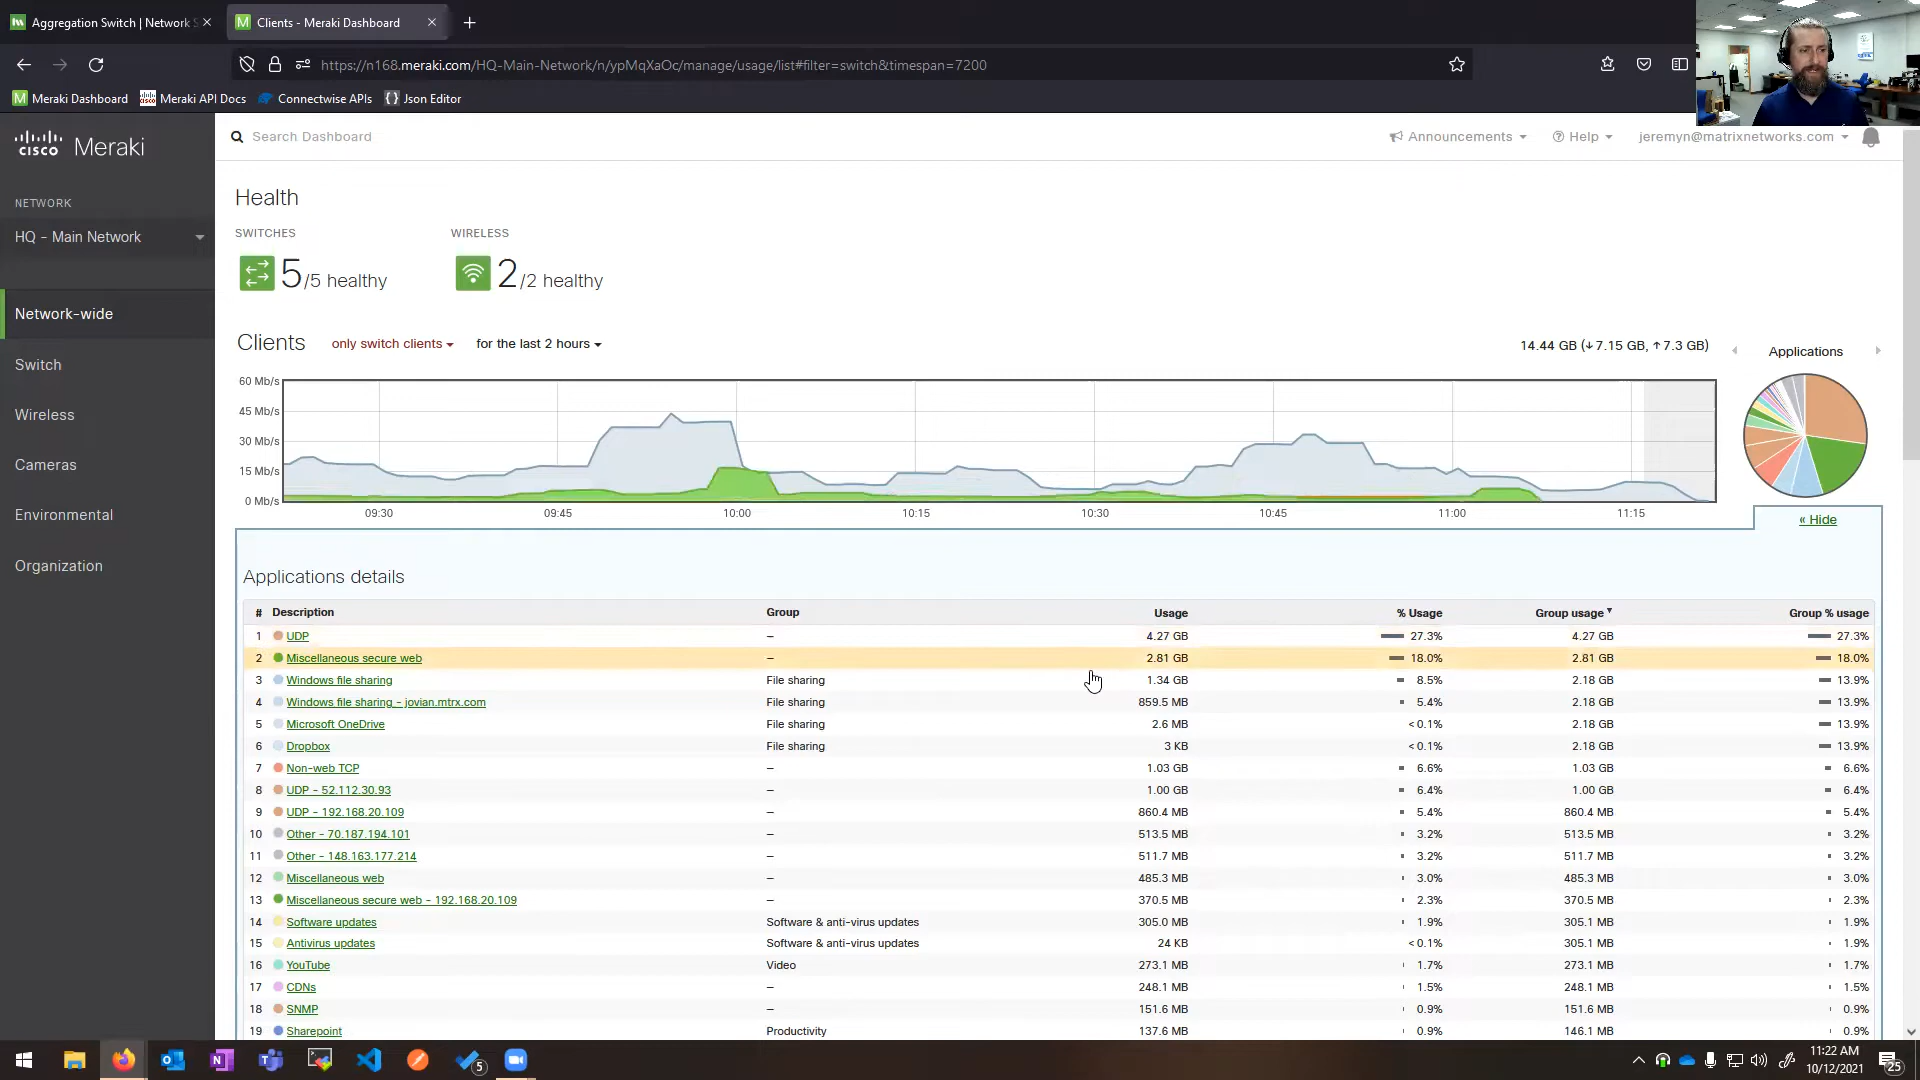 Aggregation Switch | Network S
Clients - Meraki Dashboard
https://n168.meraki.com/HQ-Main-Network/n/ypMqXaOc/manage/usage/list#filter=switch&timespan=7200
Meraki Dashboard Meraki API Docs Connectwise APIs Json Editor
cisco Meraki
Search Dashboard
Announcements Help jeremyn@matrixnetworks.com
NETWORK
HQ - Main Network
Network-wide
Switch
Wireless
Cameras
Environmental
Organization
Health
SWITCHES WIRELESS
5/5 healthy 2/2 healthy
Clients only switch clients for the last 2 hours
14.44 GB (↓ 7.15 GB, ↑ 7.3 GB)
Applications
60 Mb/s
45 Mb/s
30 Mb/s
15 Mb/s
0 Mb/s
09:30 09:45 10:00 10:15 10:30 10:45 11:00 11:15
« Hide
Applications details
# Description Group Usage % Usage Group usage ▼ Group % usage
1 UDP – 4.27 GB 27.3% 4.27 GB 27.3%
2 Miscellaneous secure web – 2.81 GB 18.0% 2.81 GB 18.0%
3 Windows file sharing File sharing 1.34 GB 8.5% 2.18 GB 13.9%
4 Windows file sharing - jovian.mtrx.com File sharing 859.5 MB 5.4% 2.18 GB 13.9%
5 Microsoft OneDrive File sharing 2.6 MB <0.1% 2.18 GB 13.9%
6 Dropbox File sharing 3 KB <0.1% 2.18 GB 13.9%
7 Non-web TCP – 1.03 GB 6.6% 1.03 GB 6.6%
8 UDP - 52.112.30.93 – 1.00 GB 6.4% 1.00 GB 6.4%
9 UDP - 192.168.20.109 – 860.4 MB 5.4% 860.4 MB 5.4%
10 Other - 70.187.194.101 – 513.5 MB 3.2% 513.5 MB 3.2%
11 Other - 148.163.177.214 – 511.7 MB 3.2% 511.7 MB 3.2%
12 Miscellaneous web – 485.3 MB 3.0% 485.3 MB 3.0%
13 Miscellaneous secure web - 192.168.20.109 – 370.5 MB 2.3% 370.5 MB 2.3%
14 Software updates Software & anti-virus updates 305.0 MB 1.9% 305.1 MB 1.9%
15 Antivirus updates Software & anti-virus updates 24 KB <0.1% 305.1 MB 1.9%
16 YouTube Video 273.1 MB 1.7% 273.1 MB 1.7%
17 CDNs – 248.1 MB 1.5% 248.1 MB 1.5%
18 SNMP – 151.6 MB 0.9% 151.6 MB 0.9%
19 Sharepoint Productivity 137.6 MB 0.9% 146.1 MB 0.9%
5
11:22 AM
10/12/2021
25